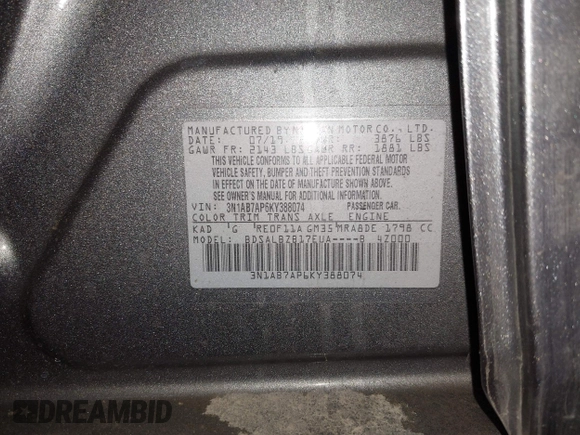 MANUFACTURED BY NISSAN MOTOR CO., LTD.
DATE: 07/19 3876 LBS
GAWR FR: 2143 LBS GAWR RR: 1881 LBS
THIS VEHICLE CONFORMS TO ALL APPLICABLE FEDERAL MOTOR
VEHICLE SAFETY, BUMPER AND THEFT PREVENTION STANDARDS
IN EFFECT ON THE DATE OF MANUFACTURE SHOWN ABOVE.
SEE OWNER'S MANUAL FOR ADDITIONAL INFORMATION.
VIN: 3N1AB7AP6KY388074 PASSENGER CAR
COLOR TRIM TRANS AXLE ENGINE
KAD G RE0F11A GM35 MRA8DE 1798 CC
MODEL: BDSALBZB17EUA----B 4Z000
3N1AB7AP6KY388074
DREAMBID